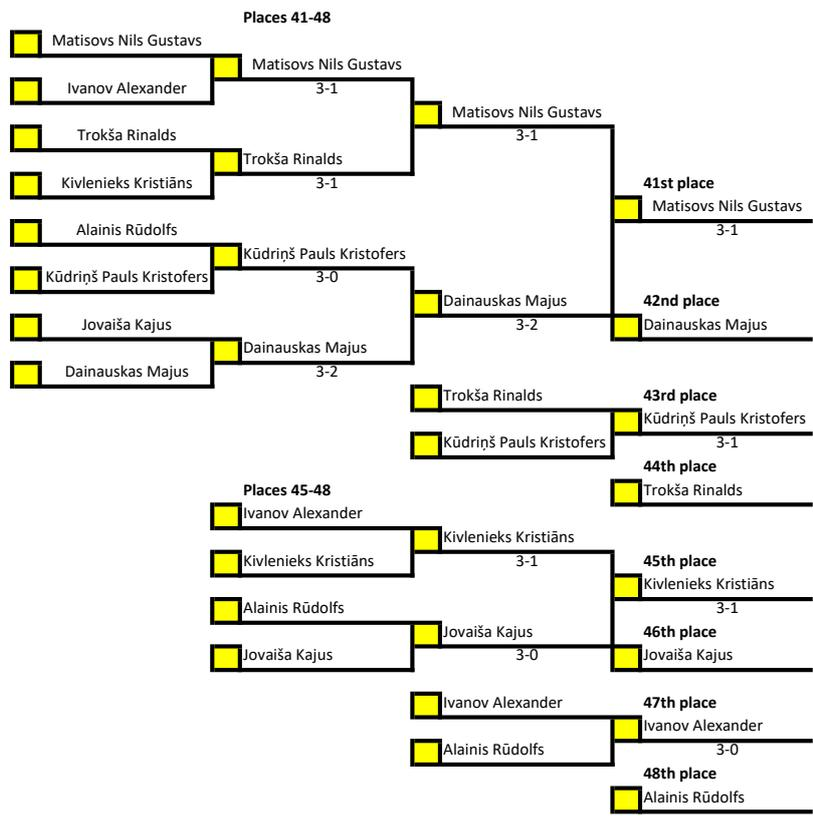 Places 41-48
Matisovs Nils Gustavs
Matisovs Nils Gustavs
Ivanov Alexander
3-1
Matisovs Nils Gustavs
Trokša Rinalds
3-1
Trokša Rinalds
Kivlenieks Kristiāns
3-1
41st place
Matisovs Nils Gustavs
Alainis Rūdolfs
3-1
Kūdriņš Pauls Kristofers
Kūdriņš Pauls Kristofers
3-0
Dainauskas Majus
42nd place
Jovaiša Kajus
3-2
Dainauskas Majus
Dainauskas Majus
Dainauskas Majus
3-2
Trokša Rinalds
43rd place
Kūdriņš Pauls Kristofers
Kūdriņš Pauls Kristofers
3-1
44th place
Places 45-48
Trokša Rinalds
Ivanov Alexander
Kivlenieks Kristiāns
Kivlenieks Kristiāns
3-1
45th place
Kivlenieks Kristiāns
Alainis Rūdolfs
3-1
Jovaiša Kajus
46th place
Jovaiša Kajus
3-0
Jovaiša Kajus
Ivanov Alexander
47th place
Ivanov Alexander
Alainis Rūdolfs
3-0
48th place
Alainis Rūdolfs